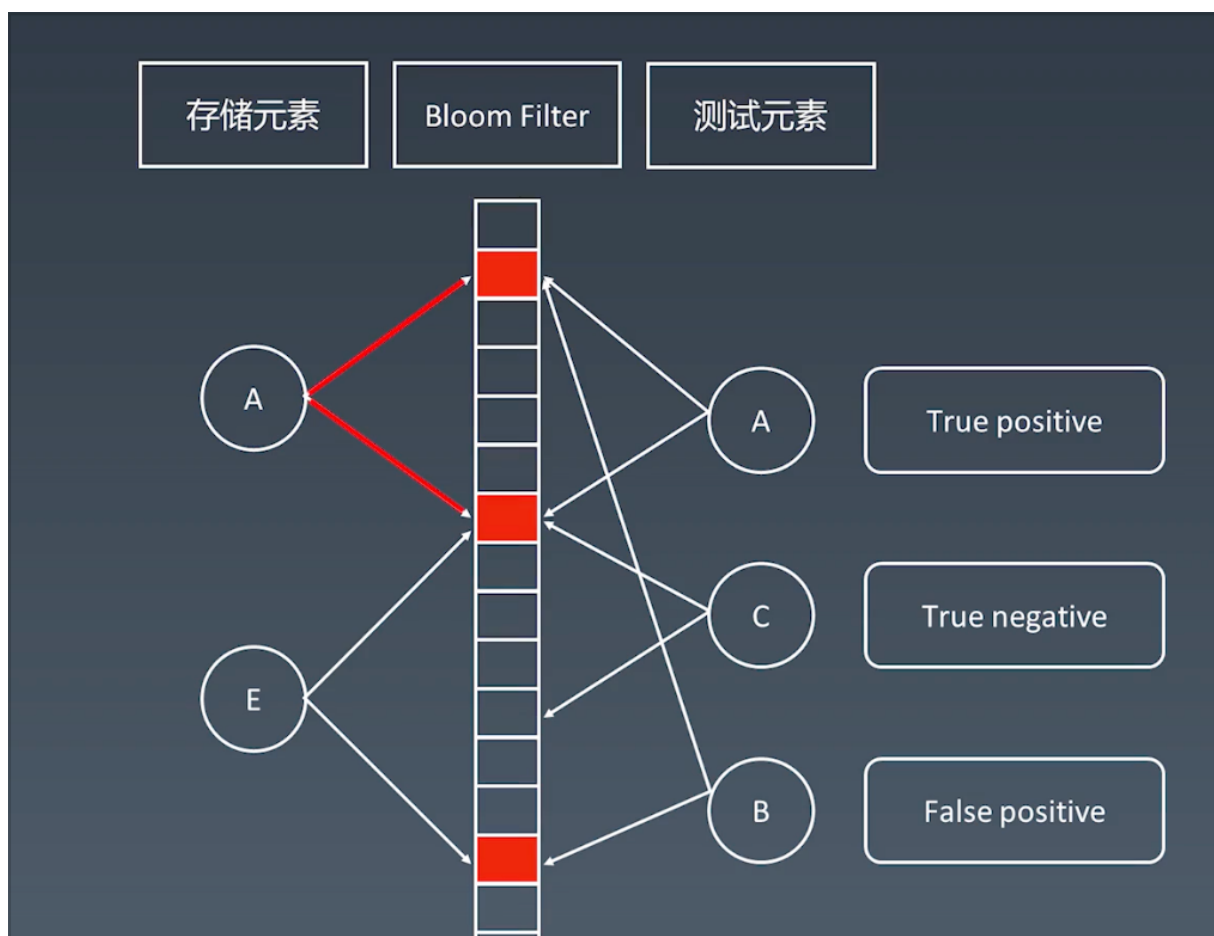 存储元素
Bloom Filter
测试元素
A
A
True positive
C
True negative
E
B
False positive